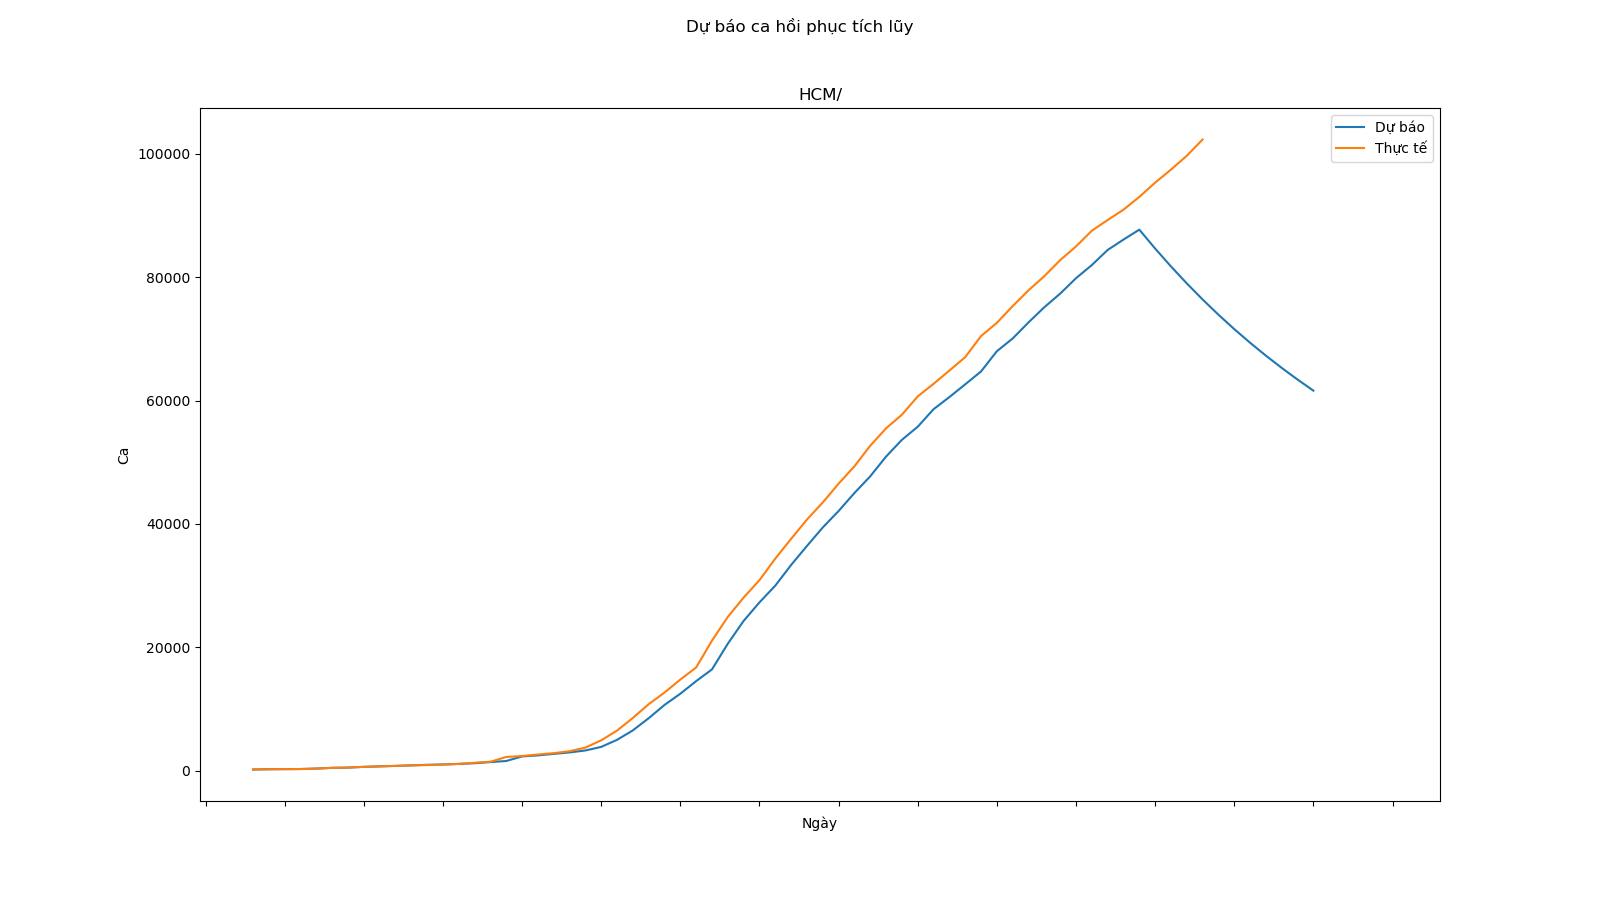 Dự báo ca hồi phục tích lũy
HCM/
Dự báo
Thực tế
100000
80000
60000
40000
20000
0
Ca
Ngày